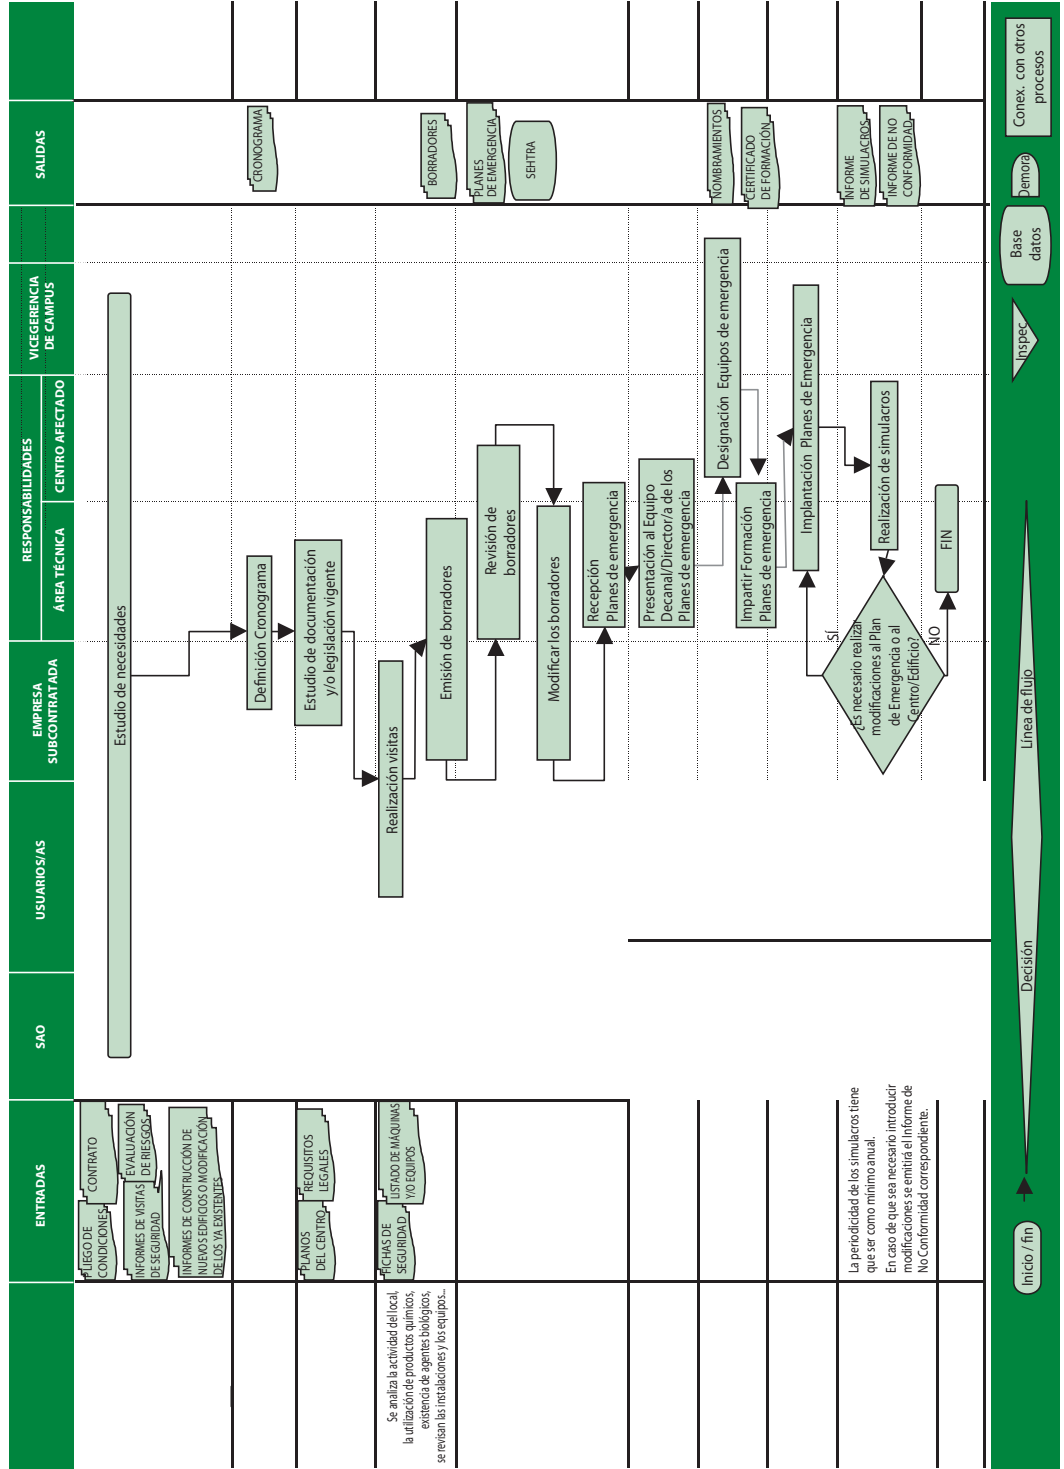 ENTRADAS
SAO
USUARIOS/AS
RESPONSABILIDADES
EMPRESA
SUBCONTRATADA
ÁREA TÉCNICA
CENTRO AFECTADO
VICEGERENCIA
DE CAMPUS
SALIDAS
PLIEGO DE
CONDICIONES
CONTRATO
INFORMES DE VISITAS
DE SEGURIDAD
EVALUACIÓN
DE RIESGOS
INFORMES DE CONSTRUCCIÓN DE
NUEVOS EDIFICIOS O MODIFICACIÓN
DE LOS YA EXISTENTES
Estudio de necesidades
Definición Cronograma
CRONOGRAMA
PLANOS
DEL CENTRO
REQUISITOS
LEGALES
Estudio de documentación
y/o legislación vigente
Se analiza la actividad del local,
la utilización de productos químicos,
existencia de agentes biológicos,
se revisan las instalaciones y los equipos...
FICHAS DE
SEGURIDAD
LISTADO DE MÁQUINAS
Y/O EQUIPOS
Realización visitas
Emisión de borradores
BORRADORES
Revisión de
borradores
PLANES
DE EMERGENCIA
SEHTRA
Modificar los borradores
Recepción
Planes de emergencia
Presentación al Equipo
Decanal/Director/a de los
Planes de emergencia
Designación Equipos de emergencia
NOMBRAMIENTOS
Impartir Formación
Planes de emergencia
CERTIFICADO
DE FORMACIÓN
Implantación Planes de Emergencia
La periodicidad de los simulacros tiene
que ser como mínimo anual.
En caso de que sea necesario introducir
modificaciones se emitirá el Informe de
No Conformidad correspondiente.
Realización de simulacros
INFORME
DE SIMULACROS
INFORME DE NO
CONFORMIDAD
¿Es necesario realizar
modificaciones al Plan
de Emergencia o al
Centro/Edificio?
SÍ
NO
FIN
Inicio / fin
Decisión
Línea de flujo
Inspec.
Base
datos
Demora
Conex. con otros
procesos